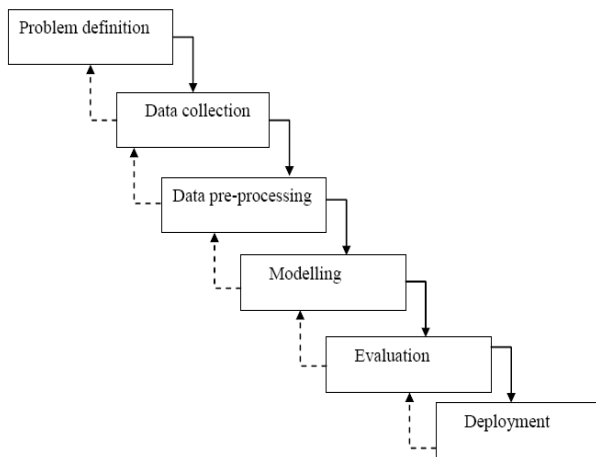 Problem definition
Data collection
Data pre-processing
Modelling
Evaluation
Deployment